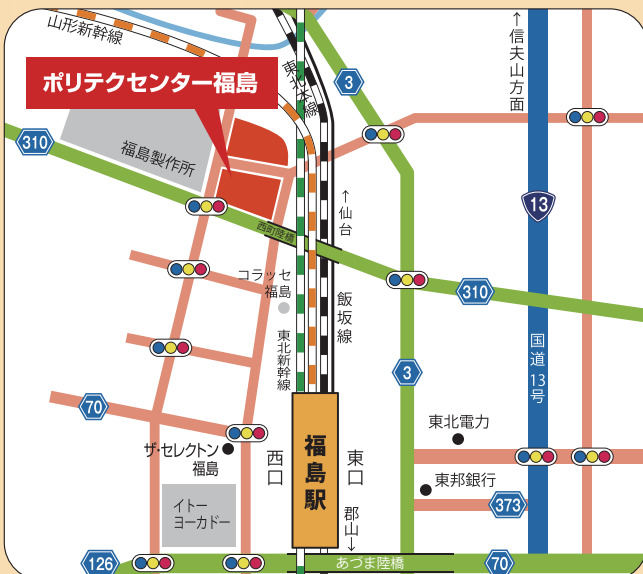 山形新幹線
東北本線
↑信夫山方面
ポリテクセンター福島
3
310
福島製作所
13
↑仙台
西町陸橋
コラッセ
福島
310
飯坂線
東北新幹線
国道13号
3
70
東北電力
ザ・セレクトン
福島
西口
福島駅
東口
東邦銀行
イトー
ヨーカドー
373
郡山↓
126
あづま陸橋
70